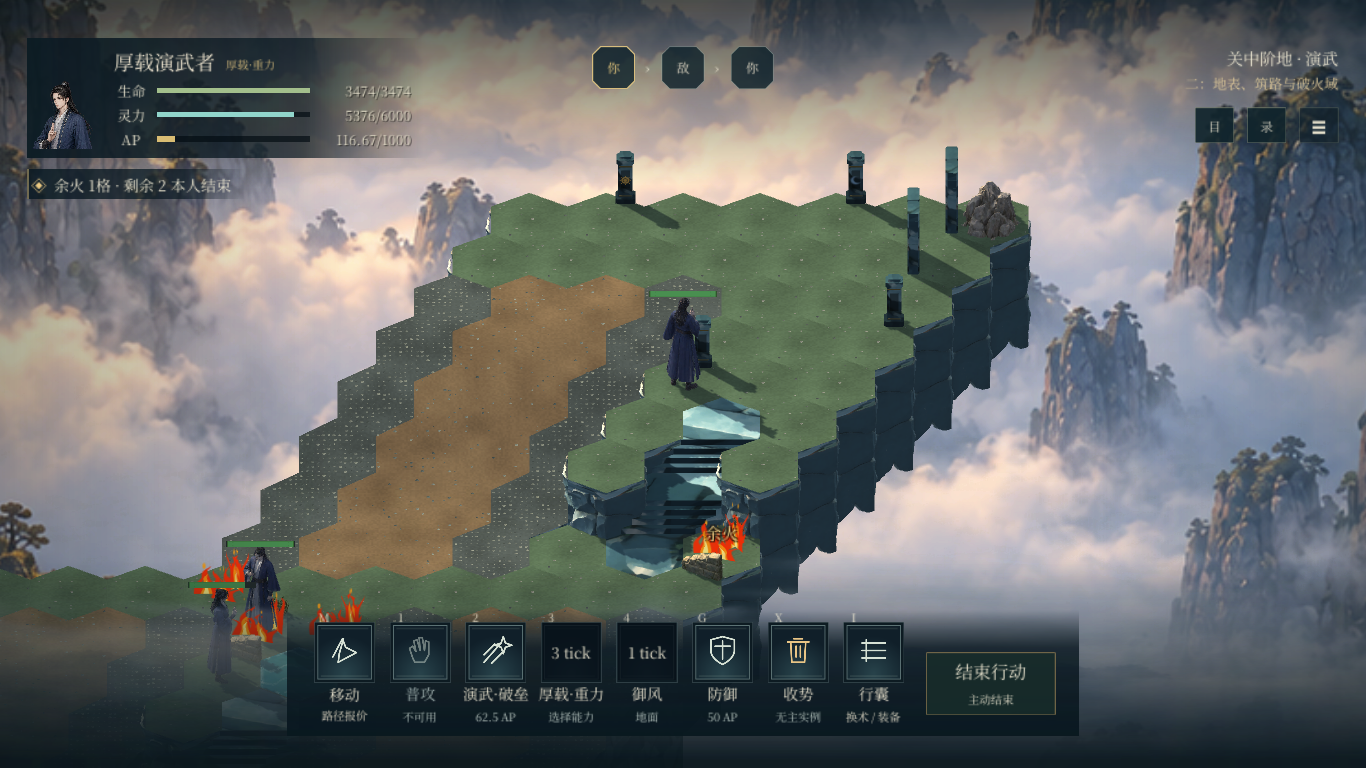 厚载演武者 厚载·重力
生命 3474/3474
灵力 5376/6000
AP 116.67/1000
余火 1格 · 剩余 2 本人结束
你 › 敌 › 你
关中阶地 · 演武
二：地表、筑路与破火域
目 录
余火
M 1 2 3 4 G X I
3 tick 1 tick
移动 普攻 演武·破垒 厚载·重力 御风 防御 收势 行囊
路径报价 不可用 62.5 AP 选择能力 地面 50 AP 无主实例 换术 / 装备
结束行动
主动结束